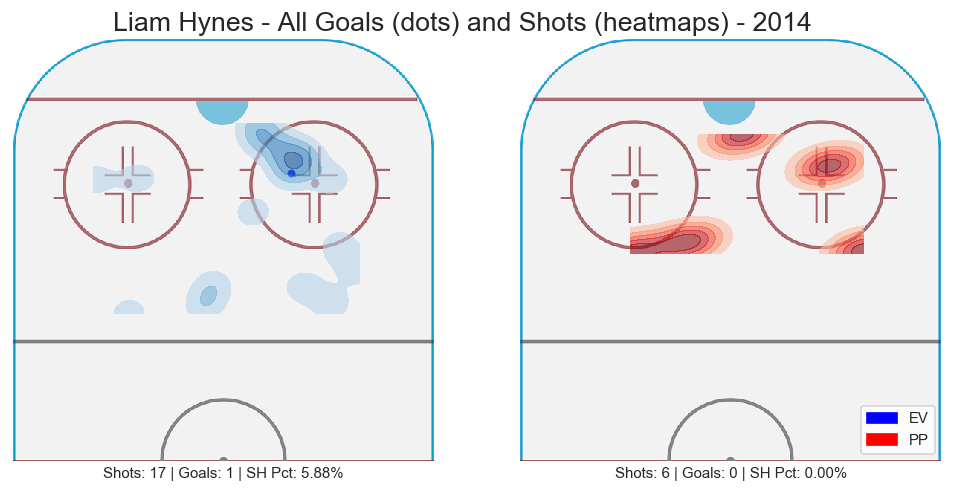 Liam Hynes - All Goals (dots) and Shots (heatmaps) - 2014
EV
PP
Shots: 17 | Goals: 1 | SH Pct: 5.88%
Shots: 6 | Goals: 0 | SH Pct: 0.00%